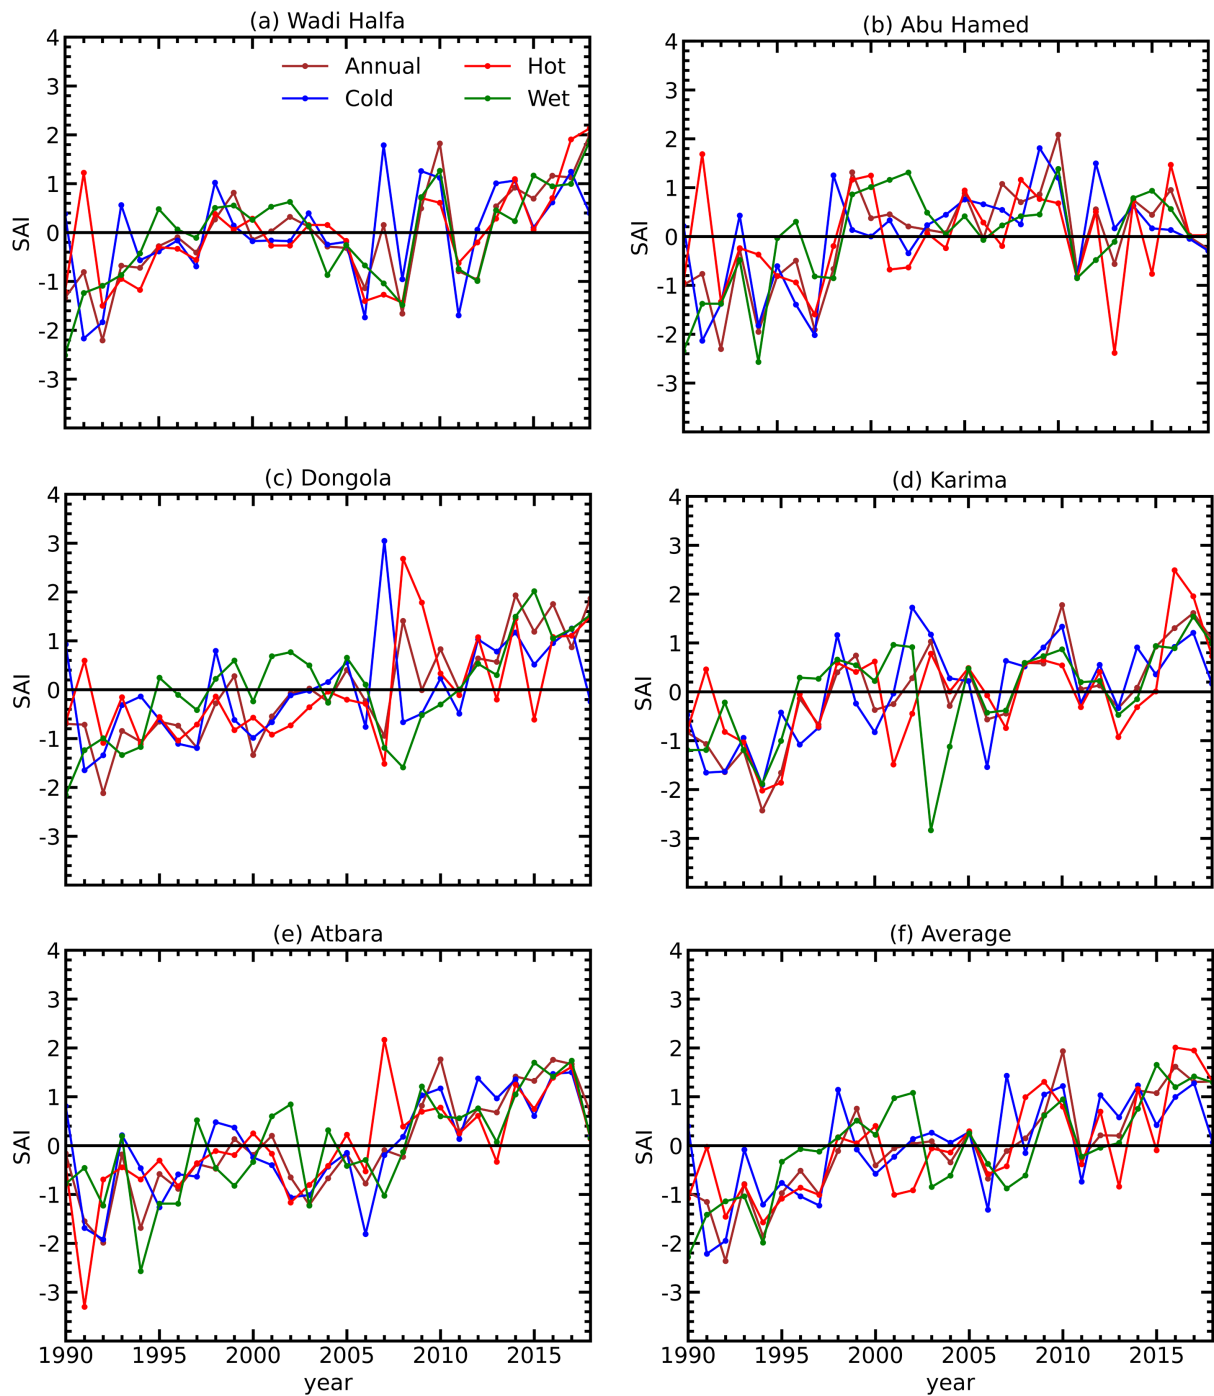 (a) Wadi Halfa
4
3
2
1
0
-1
-2
-3
SAI
Annual
Hot
Cold
Wet
(b) Abu Hamed
4
3
2
1
0
-1
-2
-3
SAI
(c) Dongola
4
3
2
1
0
-1
-2
-3
SAI
(d) Karima
4
3
2
1
0
-1
-2
-3
SAI
(e) Atbara
4
3
2
1
0
-1
-2
-3
SAI
1990 1995 2000 2005 2010 2015
year
(f) Average
4
3
2
1
0
-1
-2
-3
SAI
1990 1995 2000 2005 2010 2015
year